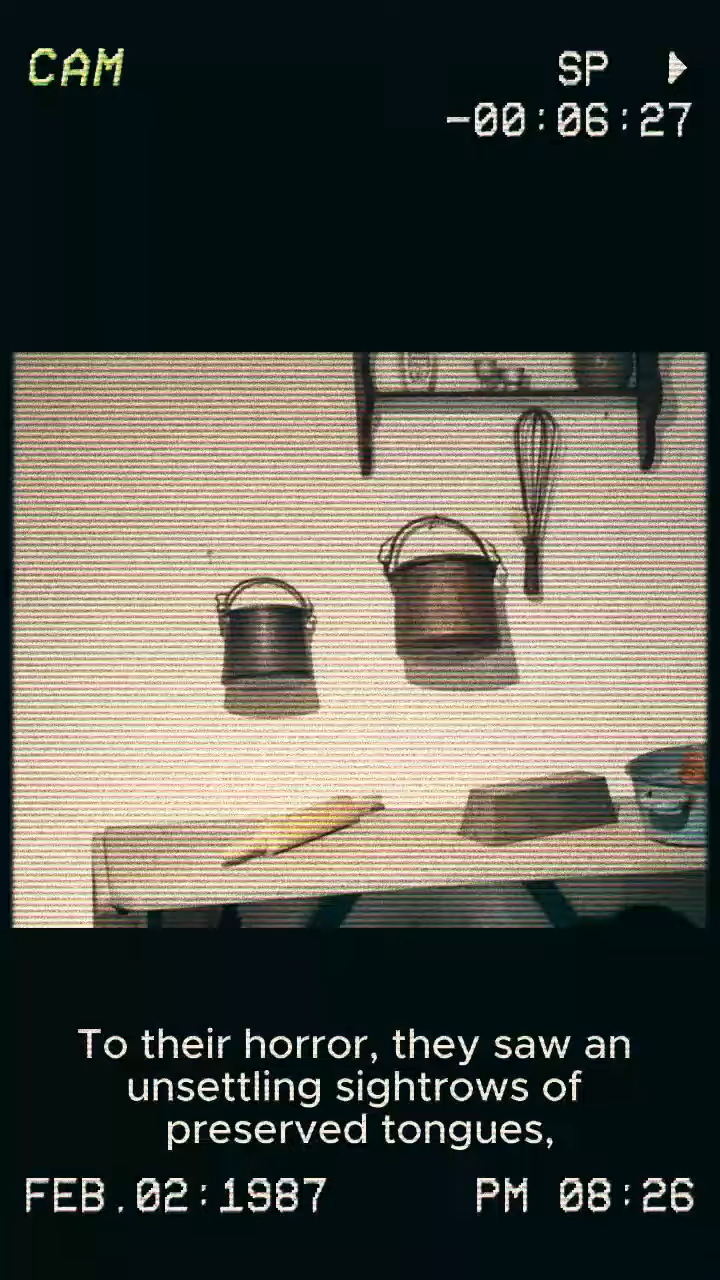 CAM
SP
-00:06:27
To their horror, they saw an
unsettling sightrows of
preserved tongues,
FEB.02:1987
PM 08:26